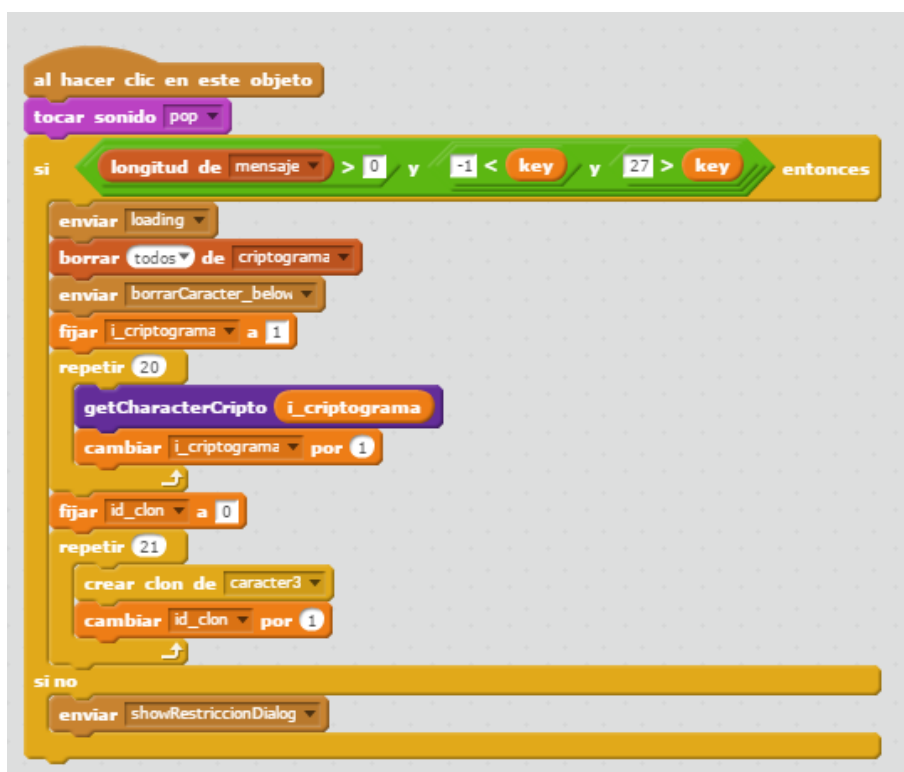 al hacer clic en este objeto
tocar sonido pop
si longitud de mensaje > 0 y -1 < key y 27 > key entonces
enviar loading
borrar todos de criptograma
enviar borrarCaracter_below
fijar i_criptograma a 1
repetir 20
getCharacterCripto i_criptograma
cambiar i_criptograma por 1
fijar id_clon a 0
repetir 21
crear clon de caracter3
cambiar id_clon por 1
si no
enviar showRestriccionDialog